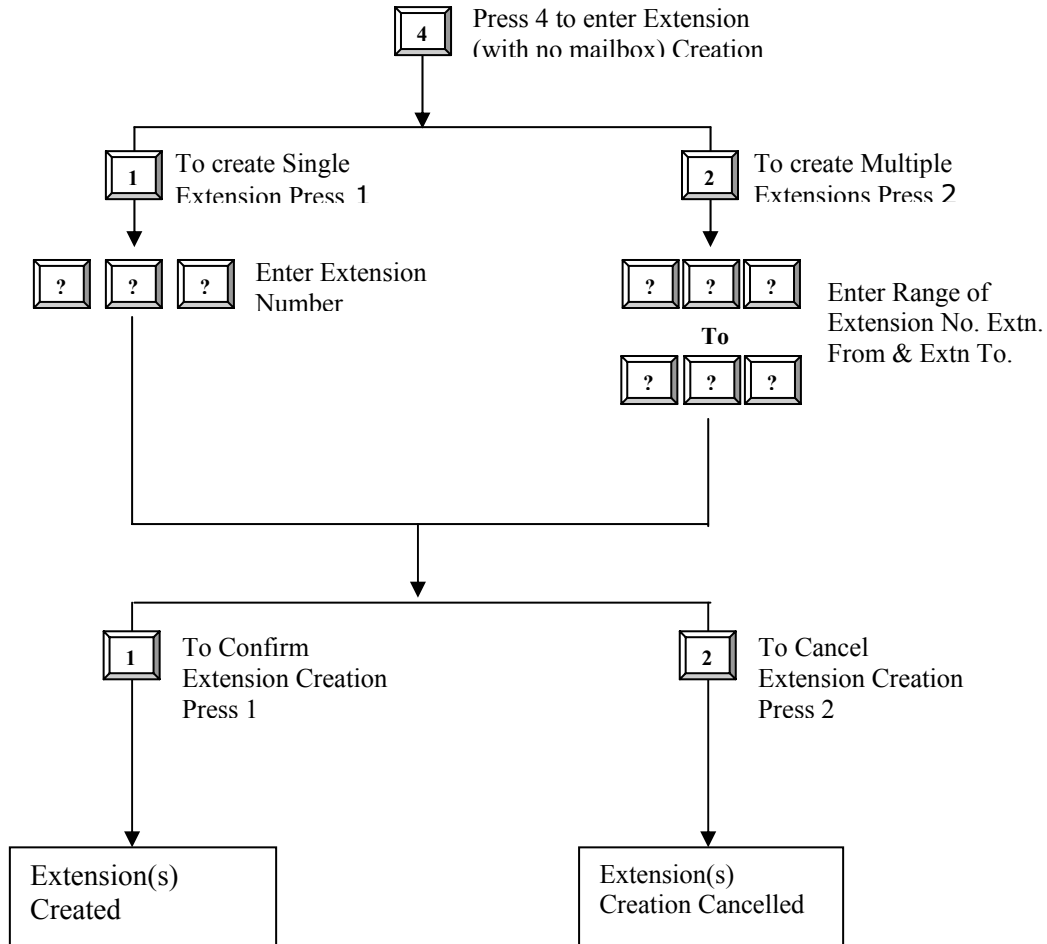 4
Press 4 to enter Extension
(with no mailbox) Creation
1
To create Single
Extension Press 1
2
To create Multiple
Extensions Press 2
? ? ?
Enter Extension
Number
? ? ?
To
? ? ?
Enter Range of
Extension No. Extn.
From & Extn To.
1
To Confirm
Extension Creation
Press 1
2
To Cancel
Extension Creation
Press 2
Extension(s)
Created
Extension(s)
Creation Cancelled